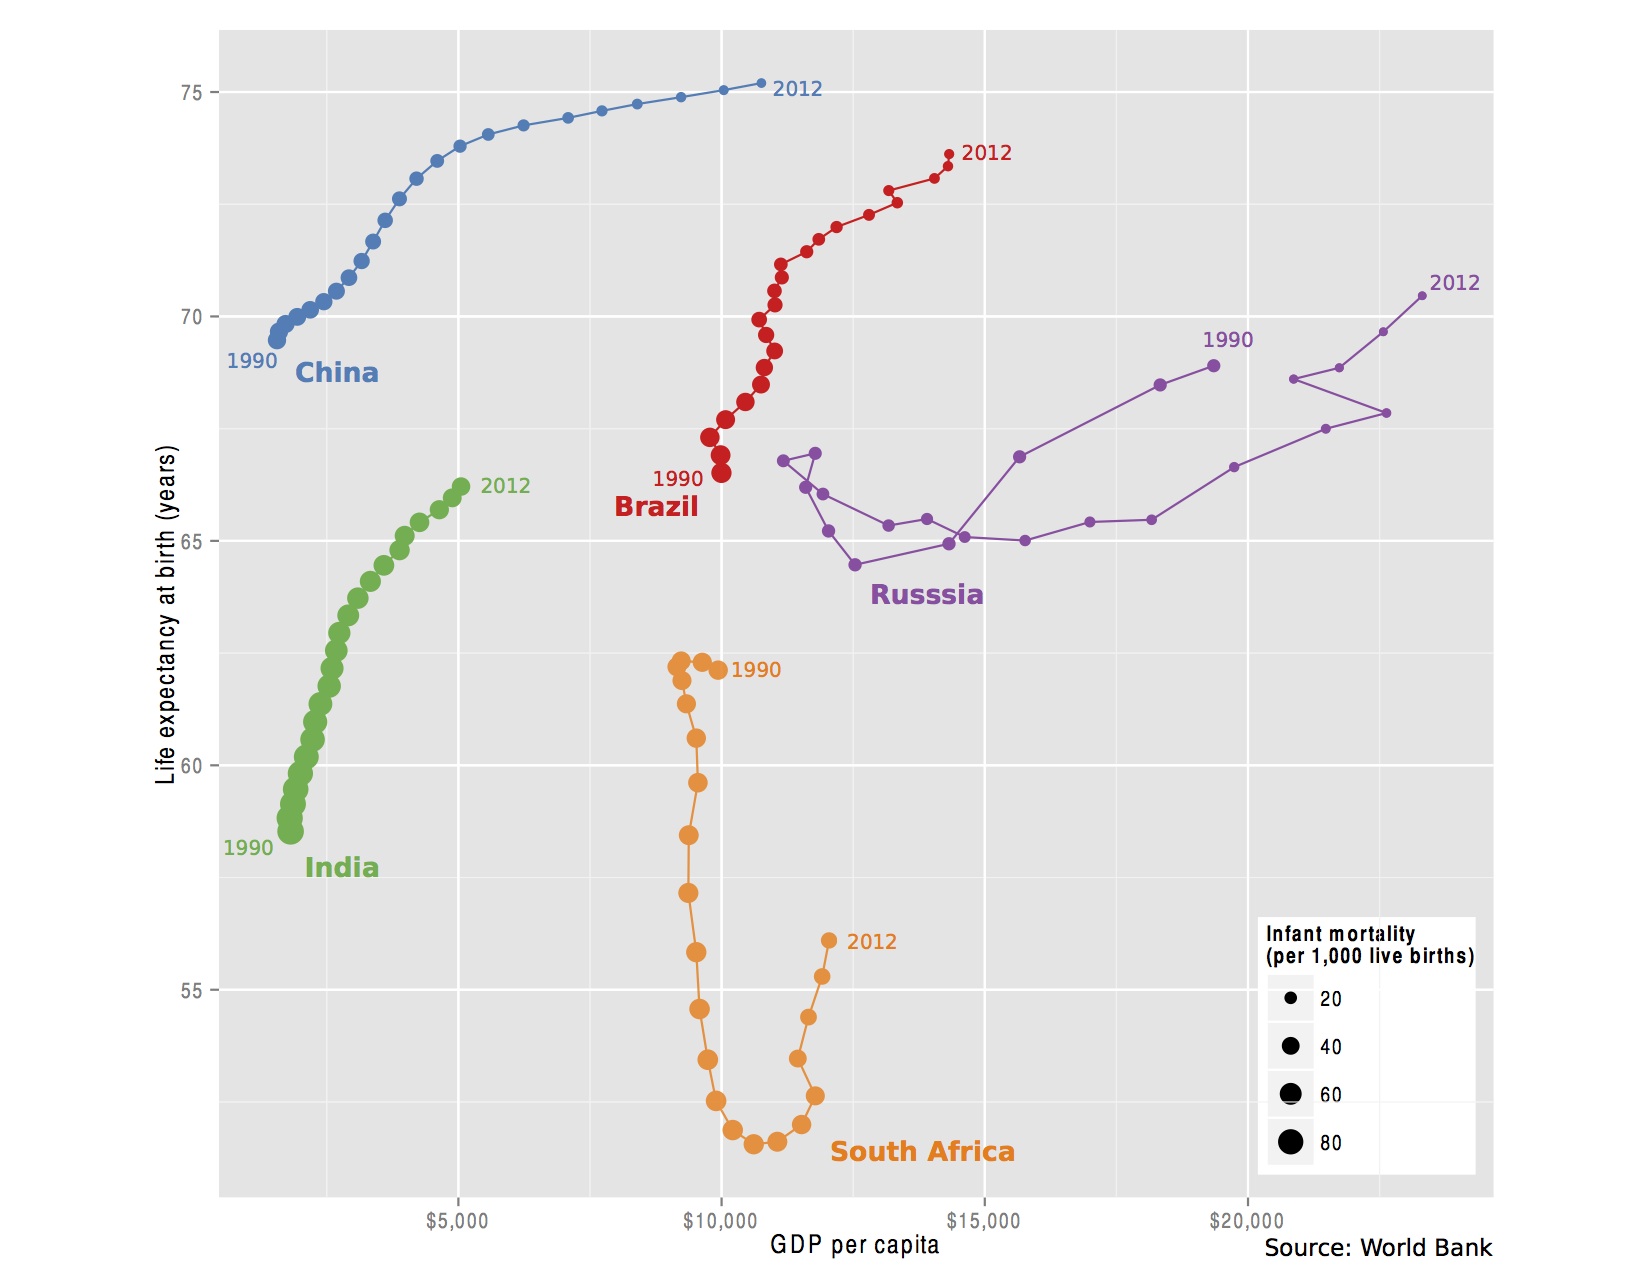 75
2012
2012
2012
70
1990
1990
China
Life expectancy at birth (years)
2012
1990
Brazil
65
Russsia
1990
60
1990
India
2012
Infant mortality
(per 1,000 live births)
55
20
40
60
80
South Africa
$5,000
$10,000
$15,000
$20,000
GDP per capita
Source: World Bank